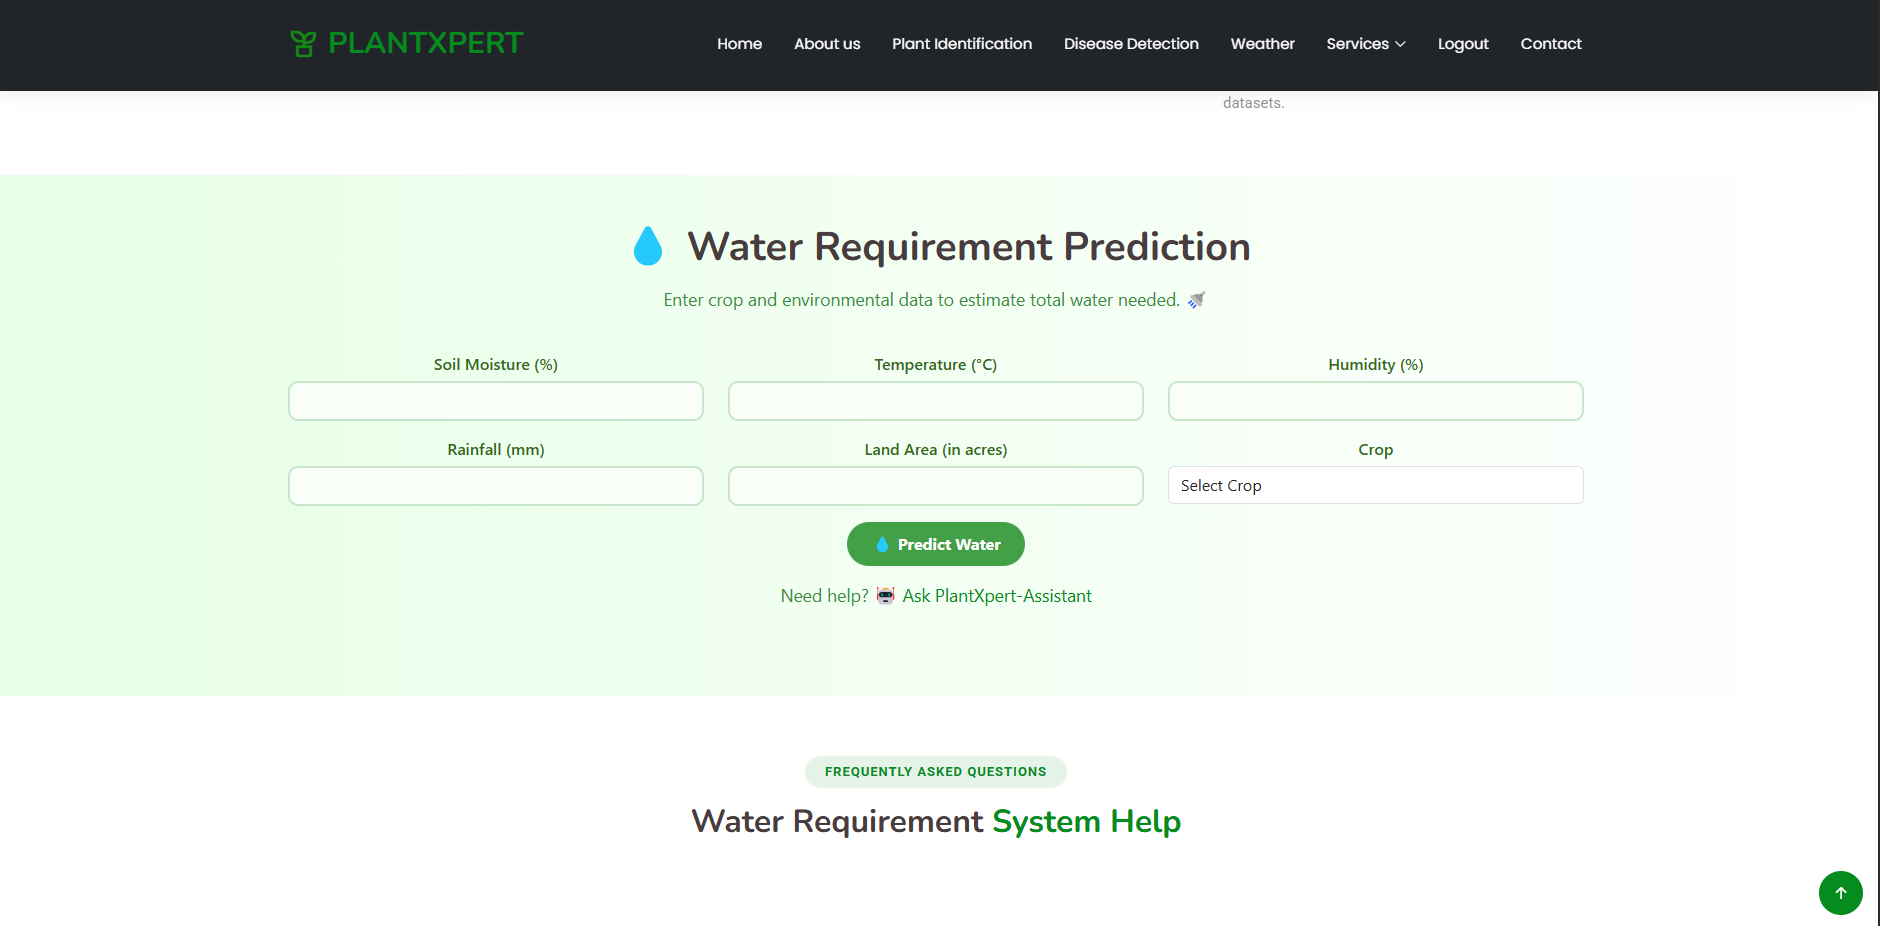 PLANTXPERT
Home About us Plant Identification Disease Detection Weather Services Logout Contact
datasets.
Water Requirement Prediction
Enter crop and environmental data to estimate total water needed.
Soil Moisture (%) Temperature (°C) Humidity (%)
Rainfall (mm) Land Area (in acres) Crop
Select Crop
Predict Water
Need help? Ask PlantXpert-Assistant
FREQUENTLY ASKED QUESTIONS
Water Requirement System Help